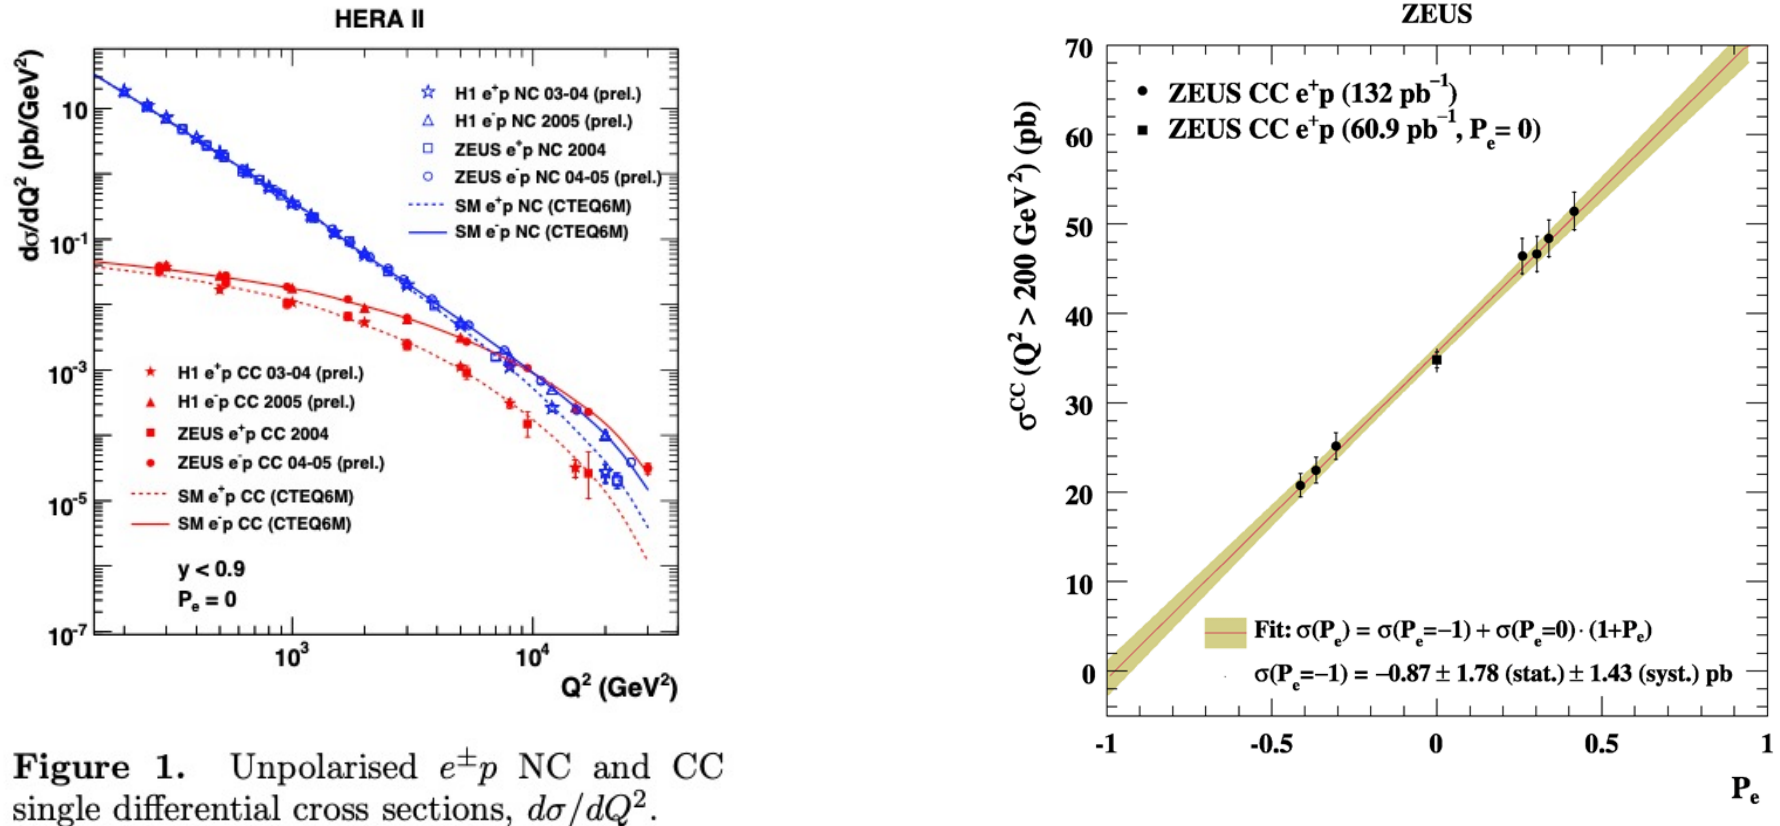 HERA II
dσ/dQ² (pb/GeV²)
10
1
10⁻¹
10⁻³
10⁻⁵
10⁻⁷
H1 e⁺p NC 03-04 (prel.)
H1 e⁻p NC 2005 (prel.)
ZEUS e⁺p NC 2004
ZEUS e⁻p NC 04-05 (prel.)
SM e⁺p NC (CTEQ6M)
SM e⁻p NC (CTEQ6M)
H1 e⁺p CC 03-04 (prel.)
H1 e⁻p CC 2005 (prel.)
ZEUS e⁺p CC 2004
ZEUS e⁻p CC 04-05 (prel.)
SM e⁺p CC (CTEQ6M)
SM e⁻p CC (CTEQ6M)
y < 0.9
Pₑ = 0
10³ 10⁴
Q² (GeV²)
Figure 1. Unpolarised e±p NC and CC
single differential cross sections, dσ/dQ².
ZEUS
σᶜᶜ (Q² > 200 GeV²) (pb)
70
60
50
40
30
20
10
0
ZEUS CC e⁺p (132 pb⁻¹)
ZEUS CC e⁺p (60.9 pb⁻¹, Pₑ= 0)
Fit: σ(Pₑ) = σ(Pₑ=−1) + σ(Pₑ=0)·(1+Pₑ)
σ(Pₑ=−1) = −0.87 ± 1.78 (stat.) ± 1.43 (syst.) pb
-1 -0.5 0 0.5 1
Pₑ